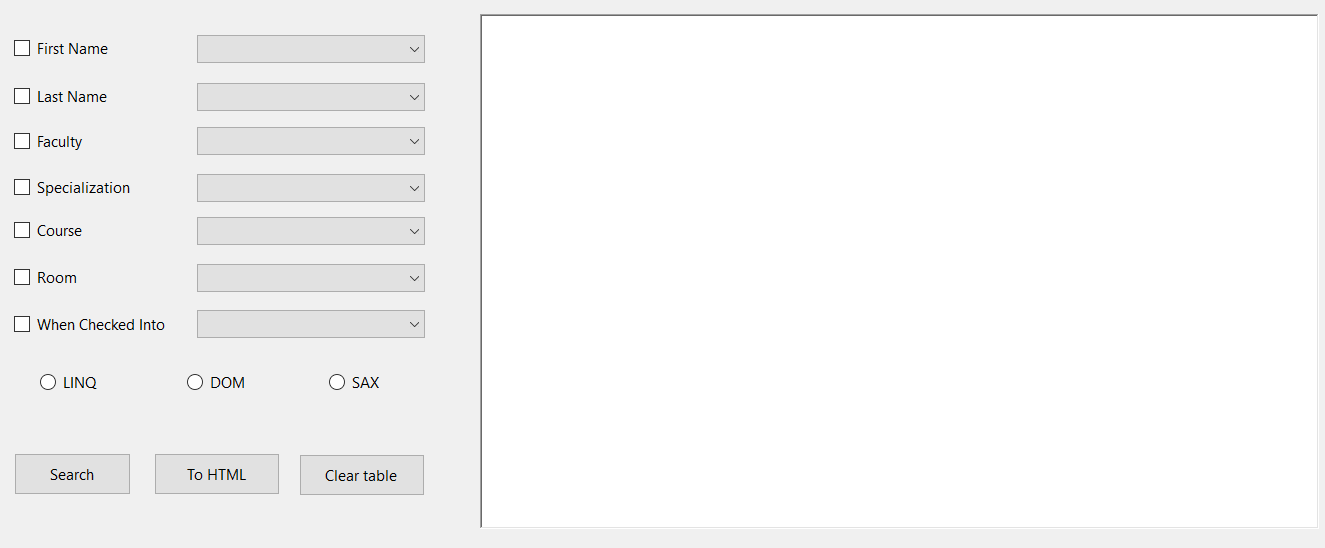 First Name
Last Name
Faculty
Specialization
Course
Room
When Checked Into
LINQ DOM SAX
Search To HTML Clear table